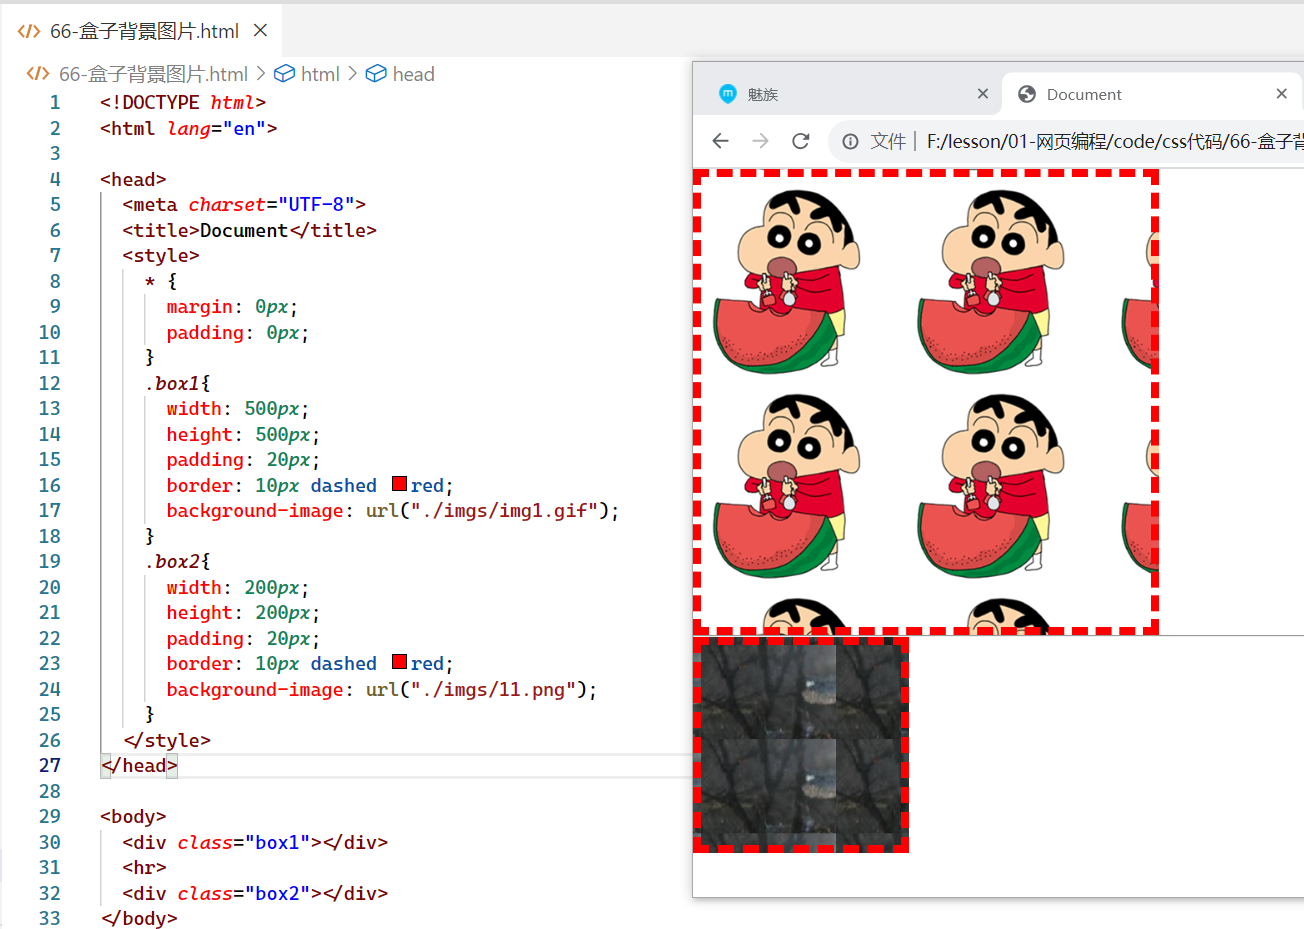 66-盒子背景图片.html
66-盒子背景图片.html > html > head
1 <!DOCTYPE html>
2 <html lang="en">
3
4 <head>
5 <meta charset="UTF-8">
6 <title>Document</title>
7 <style>
8 * {
9 margin: 0px;
10 padding: 0px;
11 }
12 .box1{
13 width: 500px;
14 height: 500px;
15 padding: 20px;
16 border: 10px dashed red;
17 background-image: url("./imgs/img1.gif");
18 }
19 .box2{
20 width: 200px;
21 height: 200px;
22 padding: 20px;
23 border: 10px dashed red;
24 background-image: url("./imgs/11.png");
25 }
26 </style>
27 </head>
28
29 <body>
30 <div class="box1"></div>
31 <hr>
32 <div class="box2"></div>
33 </body>
魅族
Document
文件 | F:/lesson/01-网页编程/code/css代码/66-盒子背